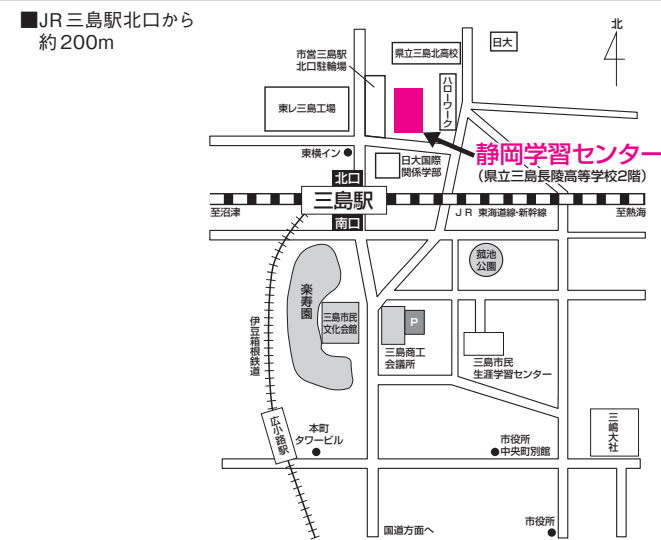 ■JR三島駅北口から
約200m
北
日大
県立三島北高校
市営三島駅
北口駐輪場
ハローワーク
東レ三島工場
静岡学習センター
(県立三島長陵高等学校2階)
東横イン
日大国際
関係学部
北口
三島駅
南口
至沼津
JR 東海道線・新幹線
至熱海
菰池
公園
楽寿園
三島市民
文化会館
P
伊豆箱根鉄道
三島商工
会議所
三島市民
生涯学習センター
広小路駅
本町
タワービル
市役所
中央町別館
三嶋大社
国道方面へ
市役所